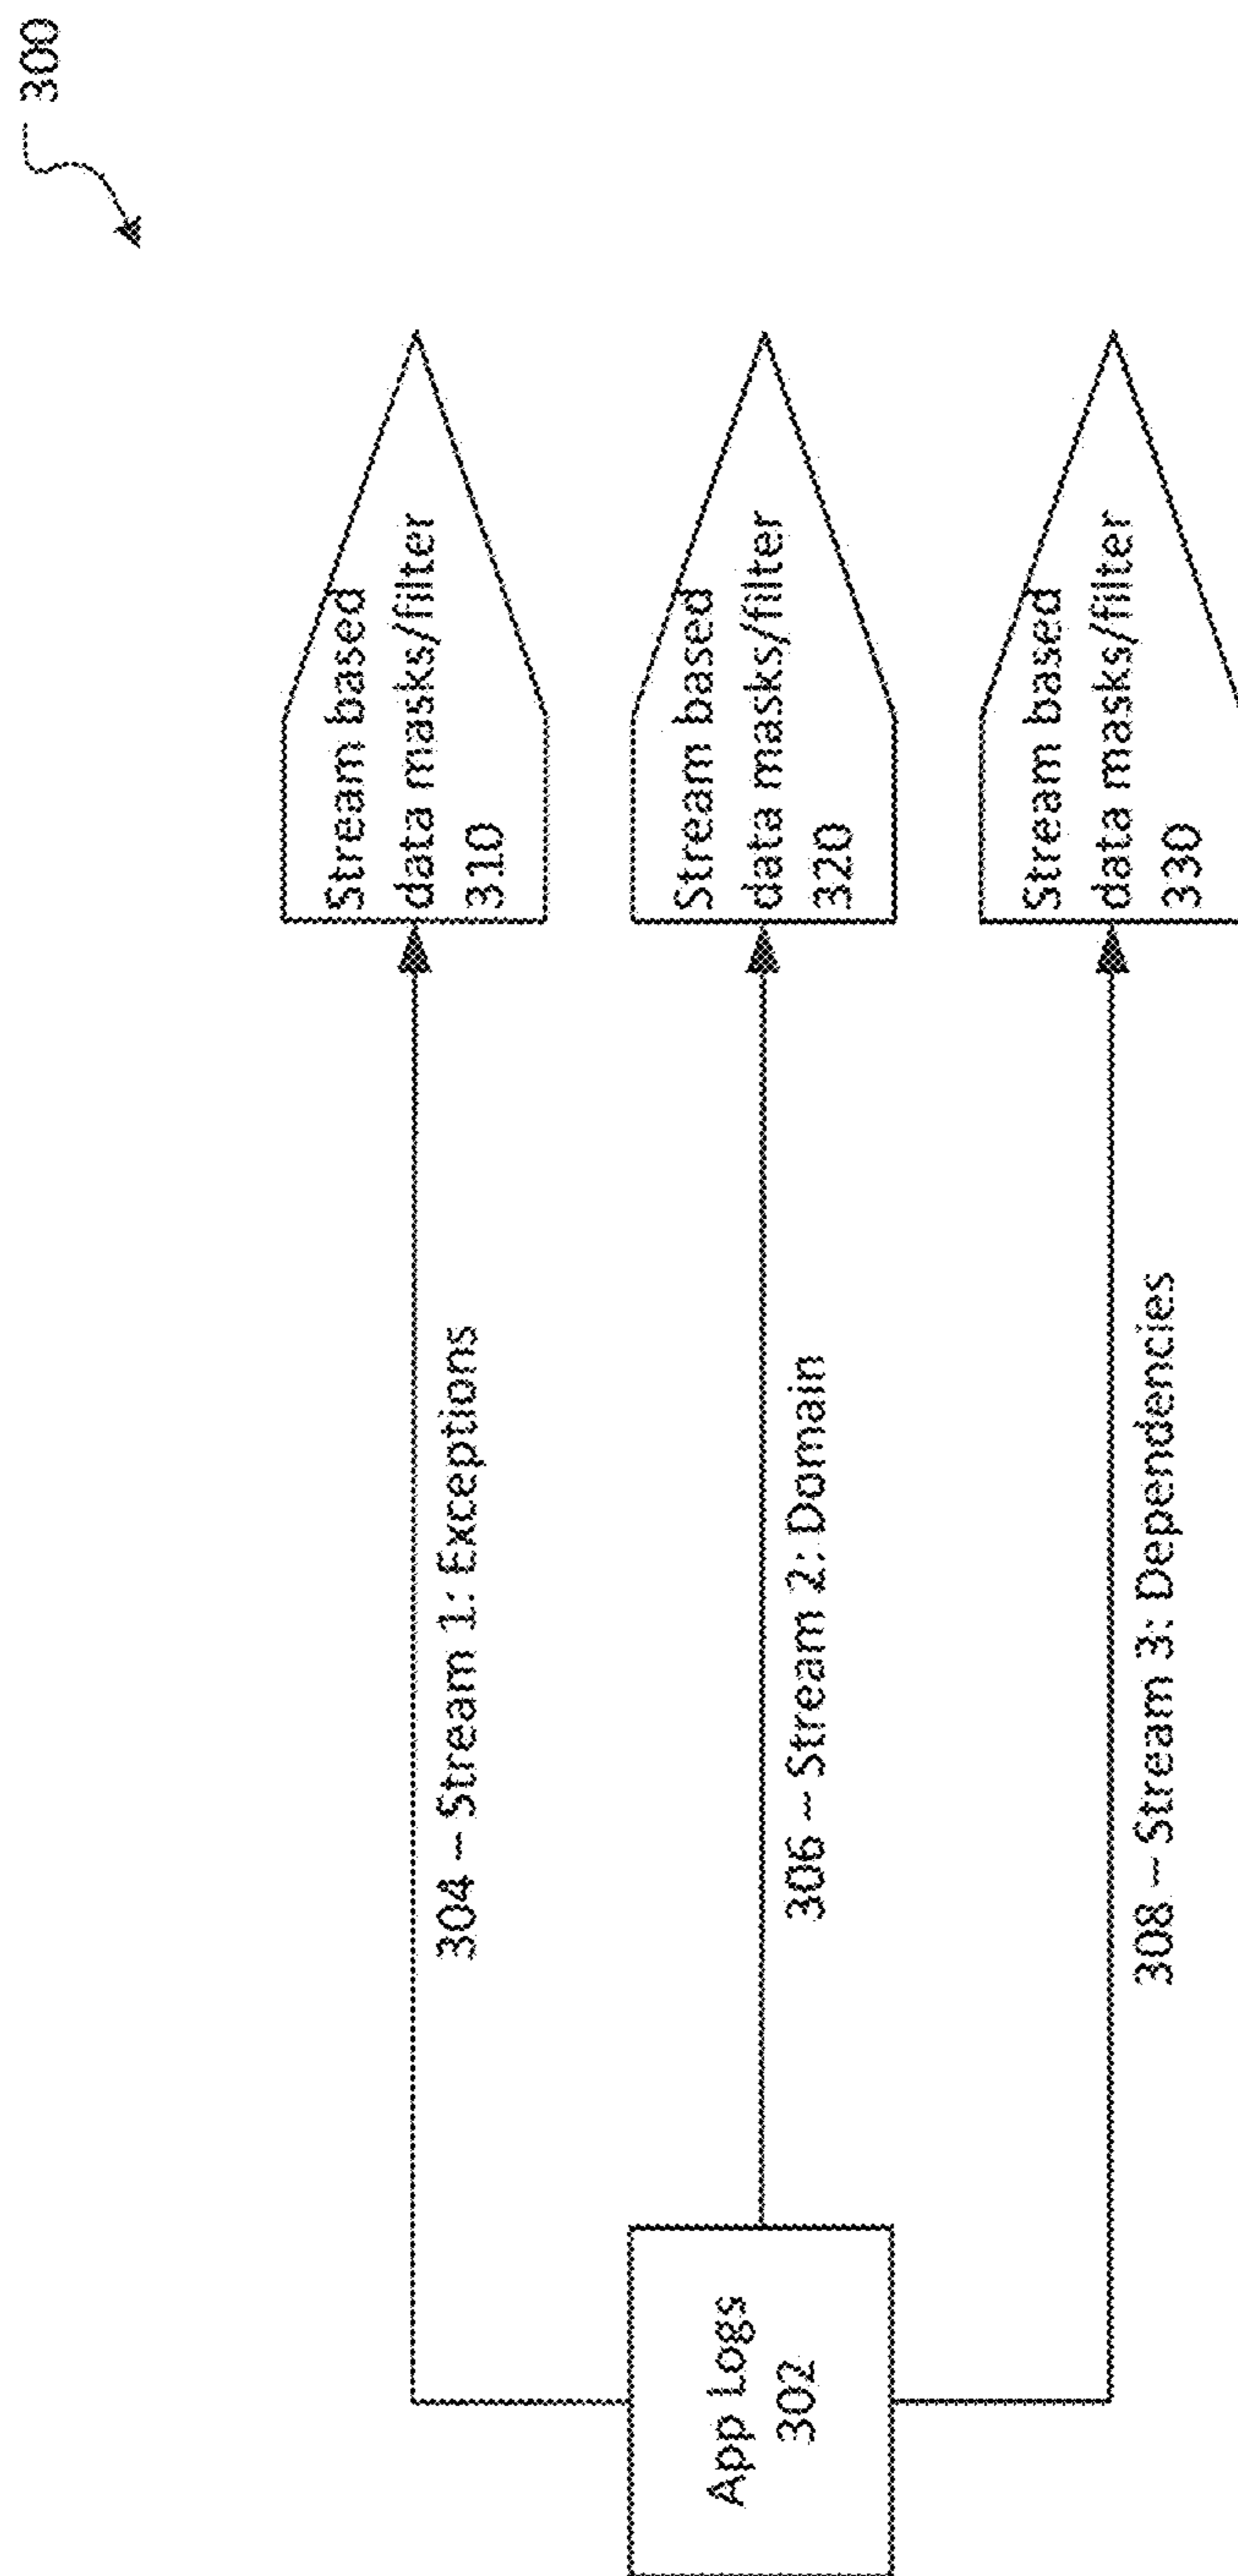 300
Stream based
data masks/filter
310
304 – Stream 1: Exceptions
Stream based
data masks/filter
320
306 – Stream 2: Domain
App Logs
302
Stream based
data masks/filter
330
308 – Stream 3: Dependencies